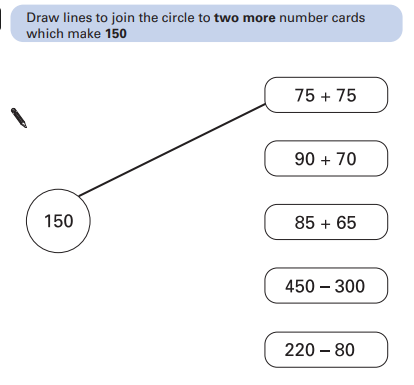 Draw lines to join the circle to two more number cards
which make 150
75 + 75
90 + 70
150
85 + 65
450 – 300
220 – 80